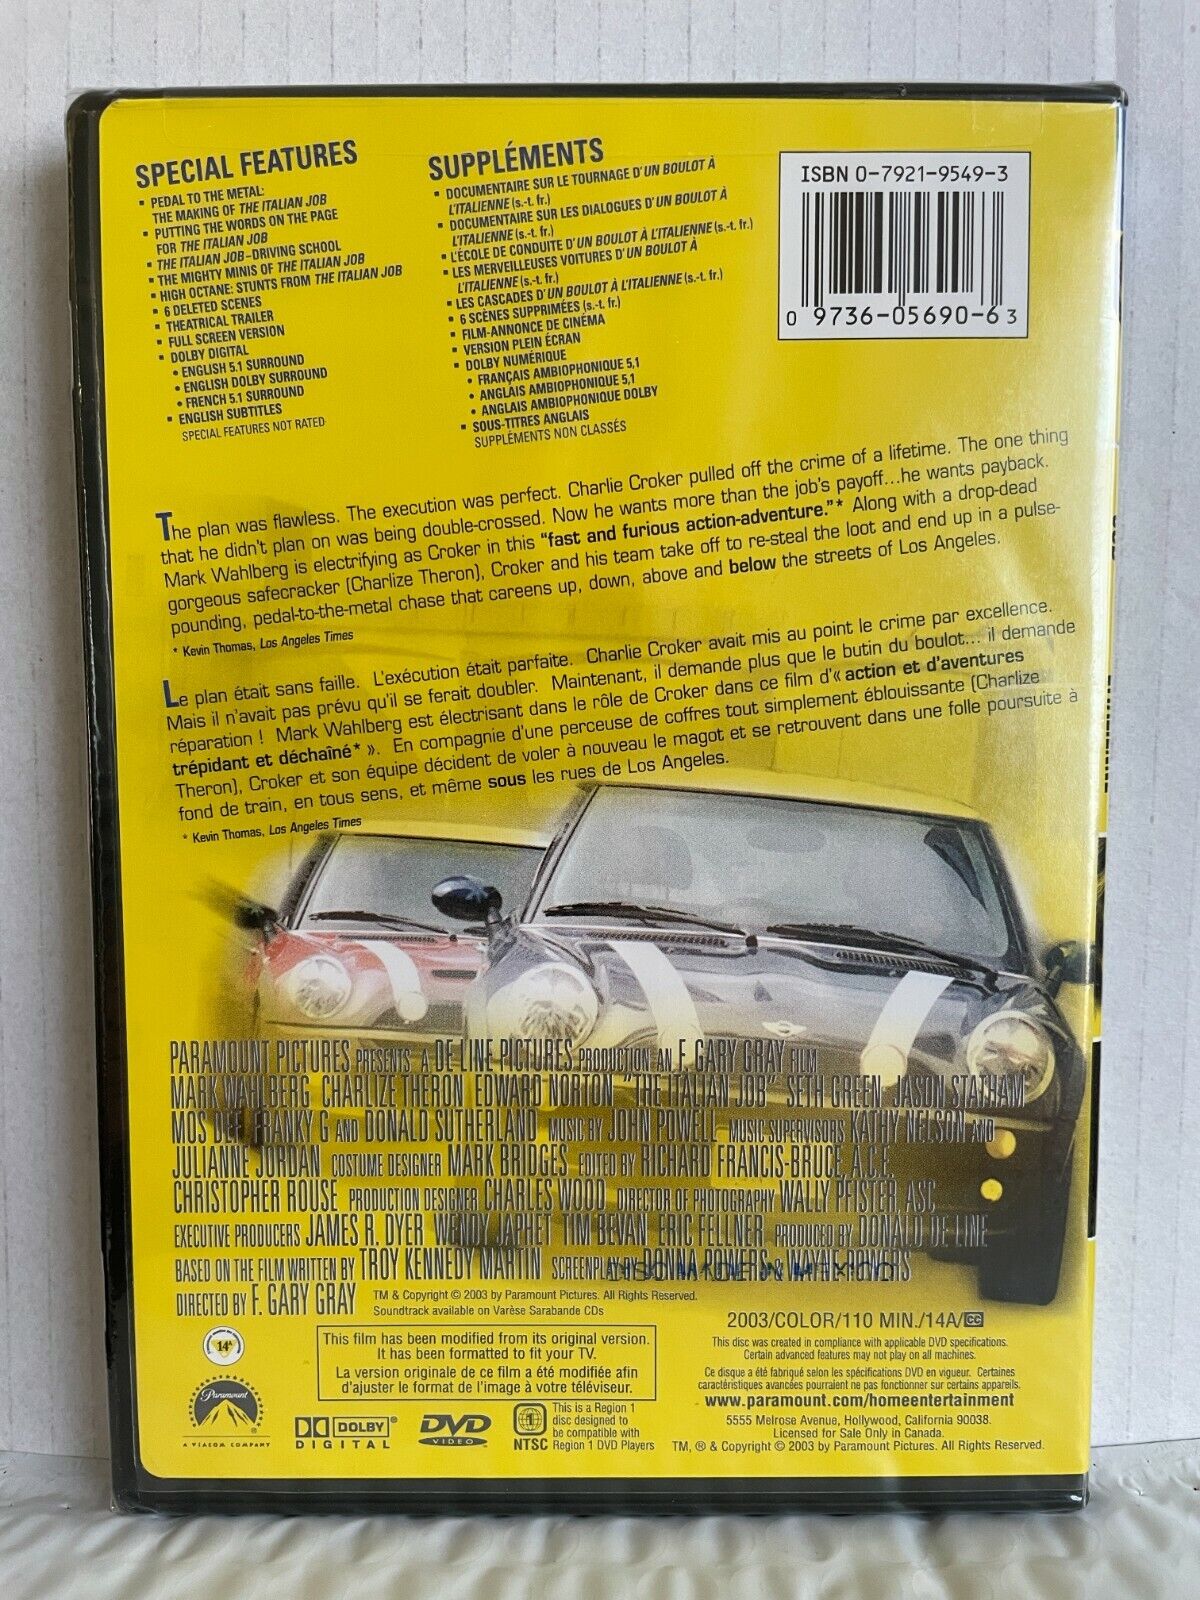 SPECIAL FEATURES
▪ PEDAL TO THE METAL:
THE MAKING OF THE ITALIAN JOB
▪ PUTTING THE WORDS ON THE PAGE
FOR THE ITALIAN JOB
▪ THE ITALIAN JOB–DRIVING SCHOOL
▪ THE MIGHTY MINIS OF THE ITALIAN JOB
▪ HIGH OCTANE: STUNTS FROM THE ITALIAN JOB
▪ 6 DELETED SCENES
▪ THEATRICAL TRAILER
▪ FULL SCREEN VERSION
▪ DOLBY DIGITAL
• ENGLISH 5.1 SURROUND
• ENGLISH DOLBY SURROUND
• FRENCH 5.1 SURROUND
▪ ENGLISH SUBTITLES
SPECIAL FEATURES NOT RATED
SUPPLÉMENTS
▪ DOCUMENTAIRE SUR LE TOURNAGE D'UN BOULOT À
L'ITALIENNE (s.-t. fr.)
▪ DOCUMENTAIRE SUR LES DIALOGUES D'UN BOULOT À
L'ITALIENNE (s.-t. fr.)
▪ L'ÉCOLE DE CONDUITE D'UN BOULOT À L'ITALIENNE (s.-t. fr.)
▪ LES MERVEILLEUSES VOITURES D'UN BOULOT À
L'ITALIENNE (s.-t. fr.)
▪ LES CASCADES D'UN BOULOT À L'ITALIENNE (s.-t. fr.)
▪ 6 SCÈNES SUPPRIMÉES (s.-t. fr.)
▪ FILM-ANNONCE DE CINÉMA
▪ VERSION PLEIN ÉCRAN
▪ DOLBY NUMÉRIQUE
• FRANÇAIS AMBIOPHONIQUE 5,1
• ANGLAIS AMBIOPHONIQUE 5,1
• ANGLAIS AMBIOPHONIQUE DOLBY
▪ SOUS-TITRES ANGLAIS
SUPPLÉMENTS NON CLASSÉS
ISBN 0-7921-9549-3
0 9736-05690-6 3
The plan was flawless. The execution was perfect. Charlie Croker pulled off the crime of a lifetime. The one thing
that he didn't plan on was being double-crossed. Now he wants more than the job's payoff...he wants payback.
Mark Wahlberg is electrifying as Croker in this "fast and furious action-adventure."* Along with a drop-dead
gorgeous safecracker (Charlize Theron), Croker and his team take off to re-steal the loot and end up in a pulse-
pounding, pedal-to-the-metal chase that careens up, down, above and below the streets of Los Angeles.
* Kevin Thomas, Los Angeles Times
Le plan était sans faille. L'exécution était parfaite. Charlie Croker avait mis au point le crime par excellence.
Mais il n'avait pas prévu qu'il se ferait doubler. Maintenant, il demande plus que le butin du boulot... il demande
réparation ! Mark Wahlberg est électrisant dans le rôle de Croker dans ce film d'« action et d'aventures
trépidant et déchaîné* ». En compagnie d'une perceuse de coffres tout simplement éblouissante (Charlize
Theron), Croker et son équipe décident de voler à nouveau le magot et se retrouvent dans une folle poursuite à
fond de train, en tous sens, et même sous les rues de Los Angeles.
* Kevin Thomas, Los Angeles Times
PARAMOUNT PICTURES PRESENTS A DE LINE PICTURES PRODUCTION AN F. GARY GRAY FILM
MARK WAHLBERG CHARLIZE THERON EDWARD NORTON "THE ITALIAN JOB" SETH GREEN JASON STATHAM
MOS DEF FRANKY G AND DONALD SUTHERLAND MUSIC BY JOHN POWELL MUSIC SUPERVISORS KATHY NELSON AND
JULIANNE JORDAN COSTUME DESIGNER MARK BRIDGES EDITED BY RICHARD FRANCIS-BRUCE, A.C.E.
CHRISTOPHER ROUSE PRODUCTION DESIGNER CHARLES WOOD DIRECTOR OF PHOTOGRAPHY WALLY PFISTER, ASC
EXECUTIVE PRODUCERS JAMES R. DYER WENDY JAPHET TIM BEVAN ERIC FELLNER PRODUCED BY DONALD DE LINE
BASED ON THE FILM WRITTEN BY TROY KENNEDY MARTIN SCREENPLAY BY DONNA POWERS & WAYNE POWERS
DISC MADE IN MEXICO
DIRECTED BY F. GARY GRAY
TM & Copyright © 2003 by Paramount Pictures. All Rights Reserved.
Soundtrack available on Varèse Sarabande CDs
2003/COLOR/110 MIN./14A/CC
14A
This film has been modified from its original version.
It has been formatted to fit your TV.
La version originale de ce film a été modifiée afin
d'ajuster le format de l'image à votre téléviseur.
This disc was created in compliance with applicable DVD specifications.
Certain advanced features may not play on all machines.
Ce disque a été fabriqué selon les spécifications DVD en vigueur. Certaines
caractéristiques avancées pourraient ne pas fonctionner sur certains appareils.
www.paramount.com/homeentertainment
5555 Melrose Avenue, Hollywood, California 90038.
Licensed for Sale Only in Canada.
TM, ® & Copyright © 2003 by Paramount Pictures. All Rights Reserved.
Paramount
A VIACOM COMPANY
DOLBY®
DIGITAL
DVD
VIDEO
1
NTSC
This is a Region 1
disc designed to
be compatible with
Region 1 DVD Players